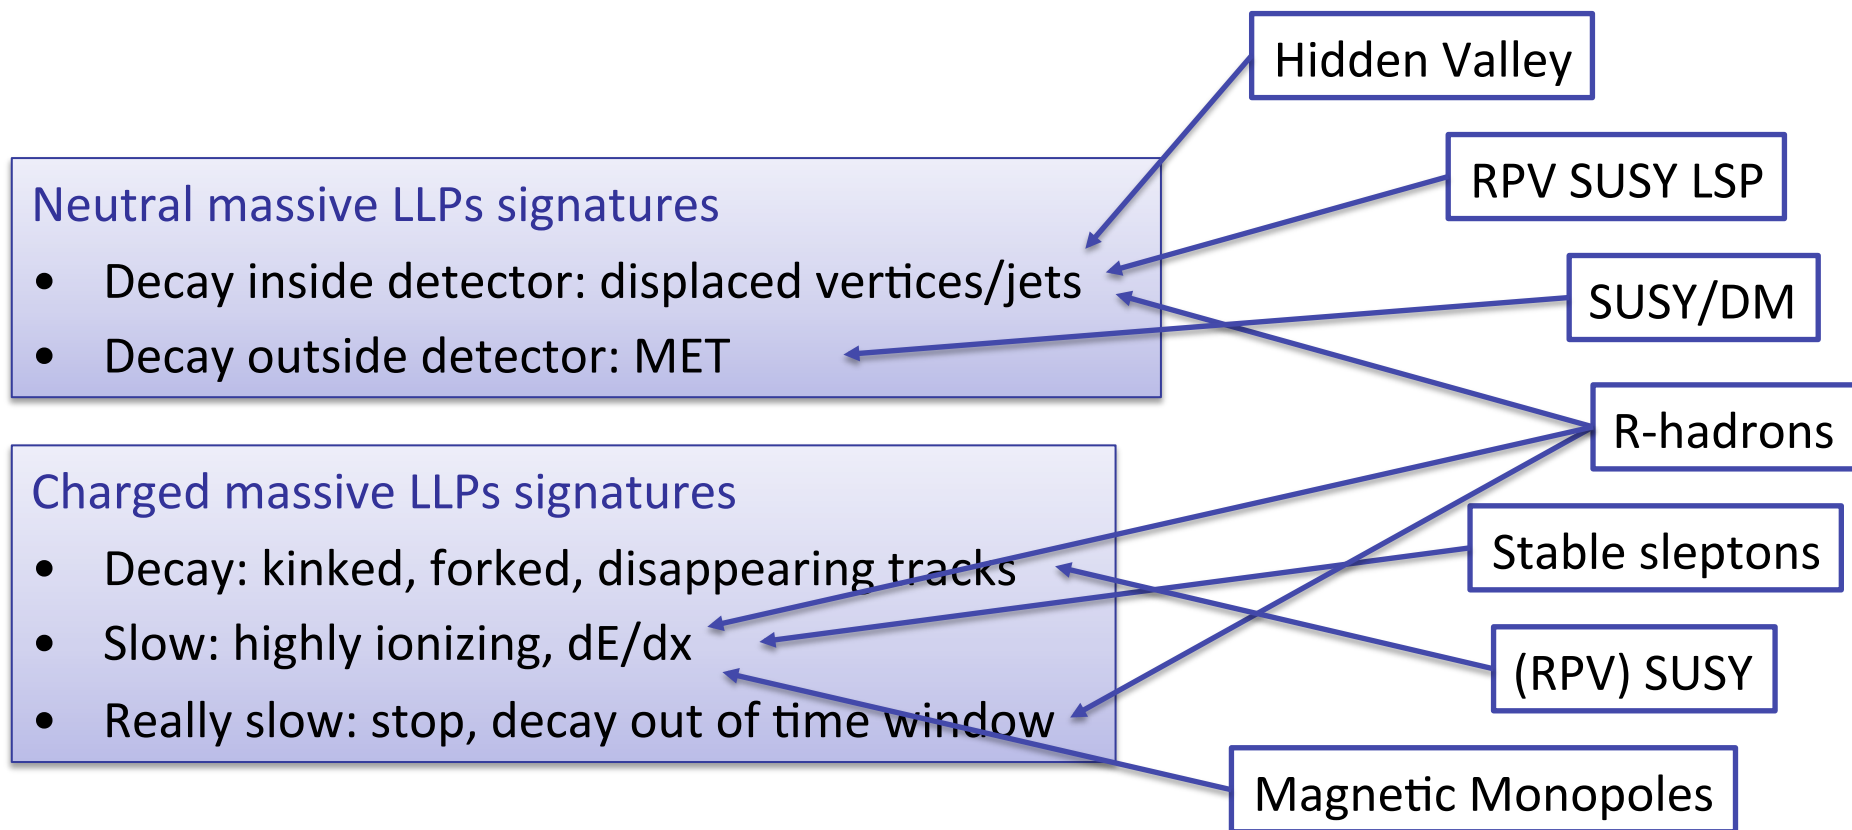 Hidden Valley
RPV SUSY LSP
Neutral massive LLPs signatures
• Decay inside detector: displaced vertices/jets
SUSY/DM
• Decay outside detector: MET
R-hadrons
Charged massive LLPs signatures
• Decay: kinked, forked, disappearing tracks
Stable sleptons
• Slow: highly ionizing, dE/dx
(RPV) SUSY
• Really slow: stop, decay out of time window
Magnetic Monopoles